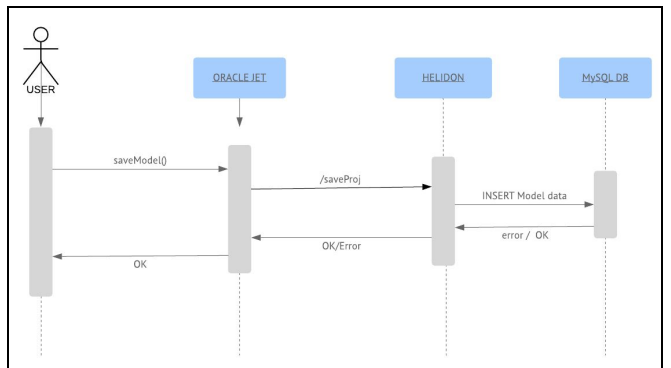 USER
ORACLE JET
HELIDON
MySQL DB
saveModel()
/saveProj
INSERT Model data
error / OK
OK/Error
OK